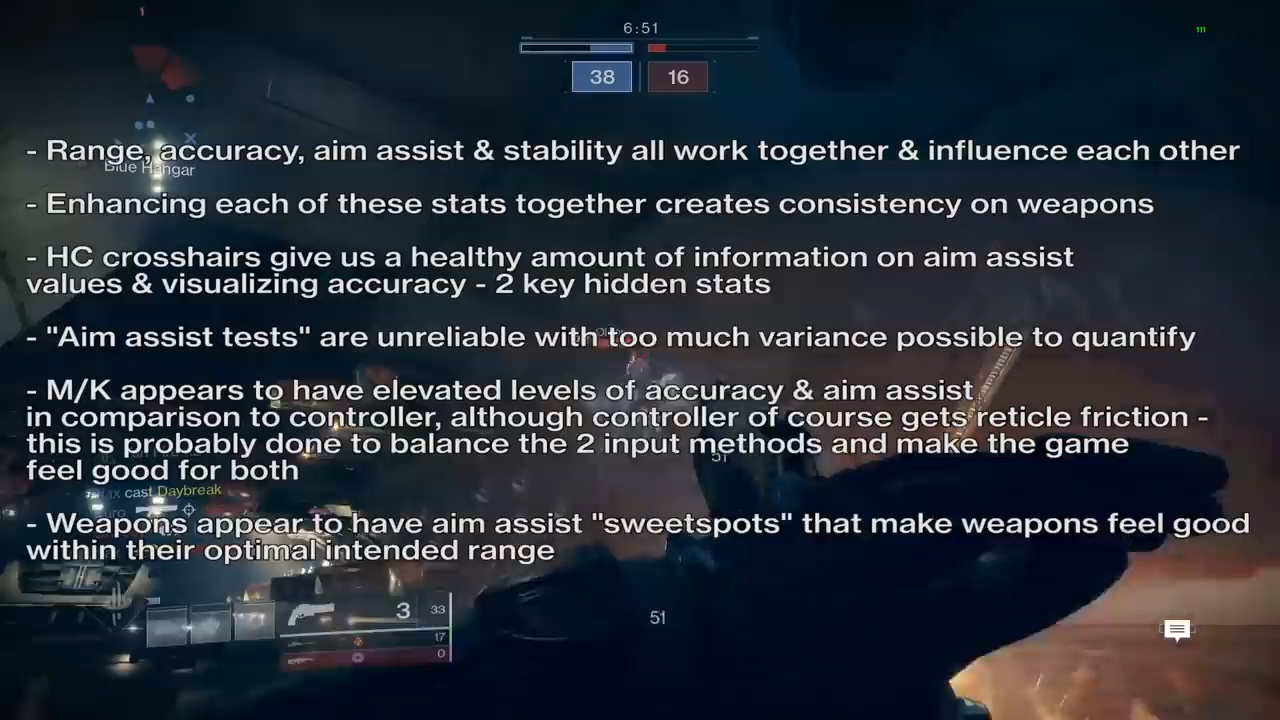 6:51
111
38
16
- Range, accuracy, aim assist & stability all work together & influence each other
Blue Hangar
- Enhancing each of these stats together creates consistency on weapons
- HC crosshairs give us a healthy amount of information on aim assist
values & visualizing accuracy - 2 key hidden stats
- "Aim assist tests" are unreliable with too much variance possible to quantify
- M/K appears to have elevated levels of accuracy & aim assist
in comparison to controller, although controller of course gets reticle friction -
this is probably done to balance the 2 input methods and make the game
feel good for both
51
cast Daybreak
- Weapons appear to have aim assist "sweetspots" that make weapons feel good
within their optimal intended range
3
33
17
0
51